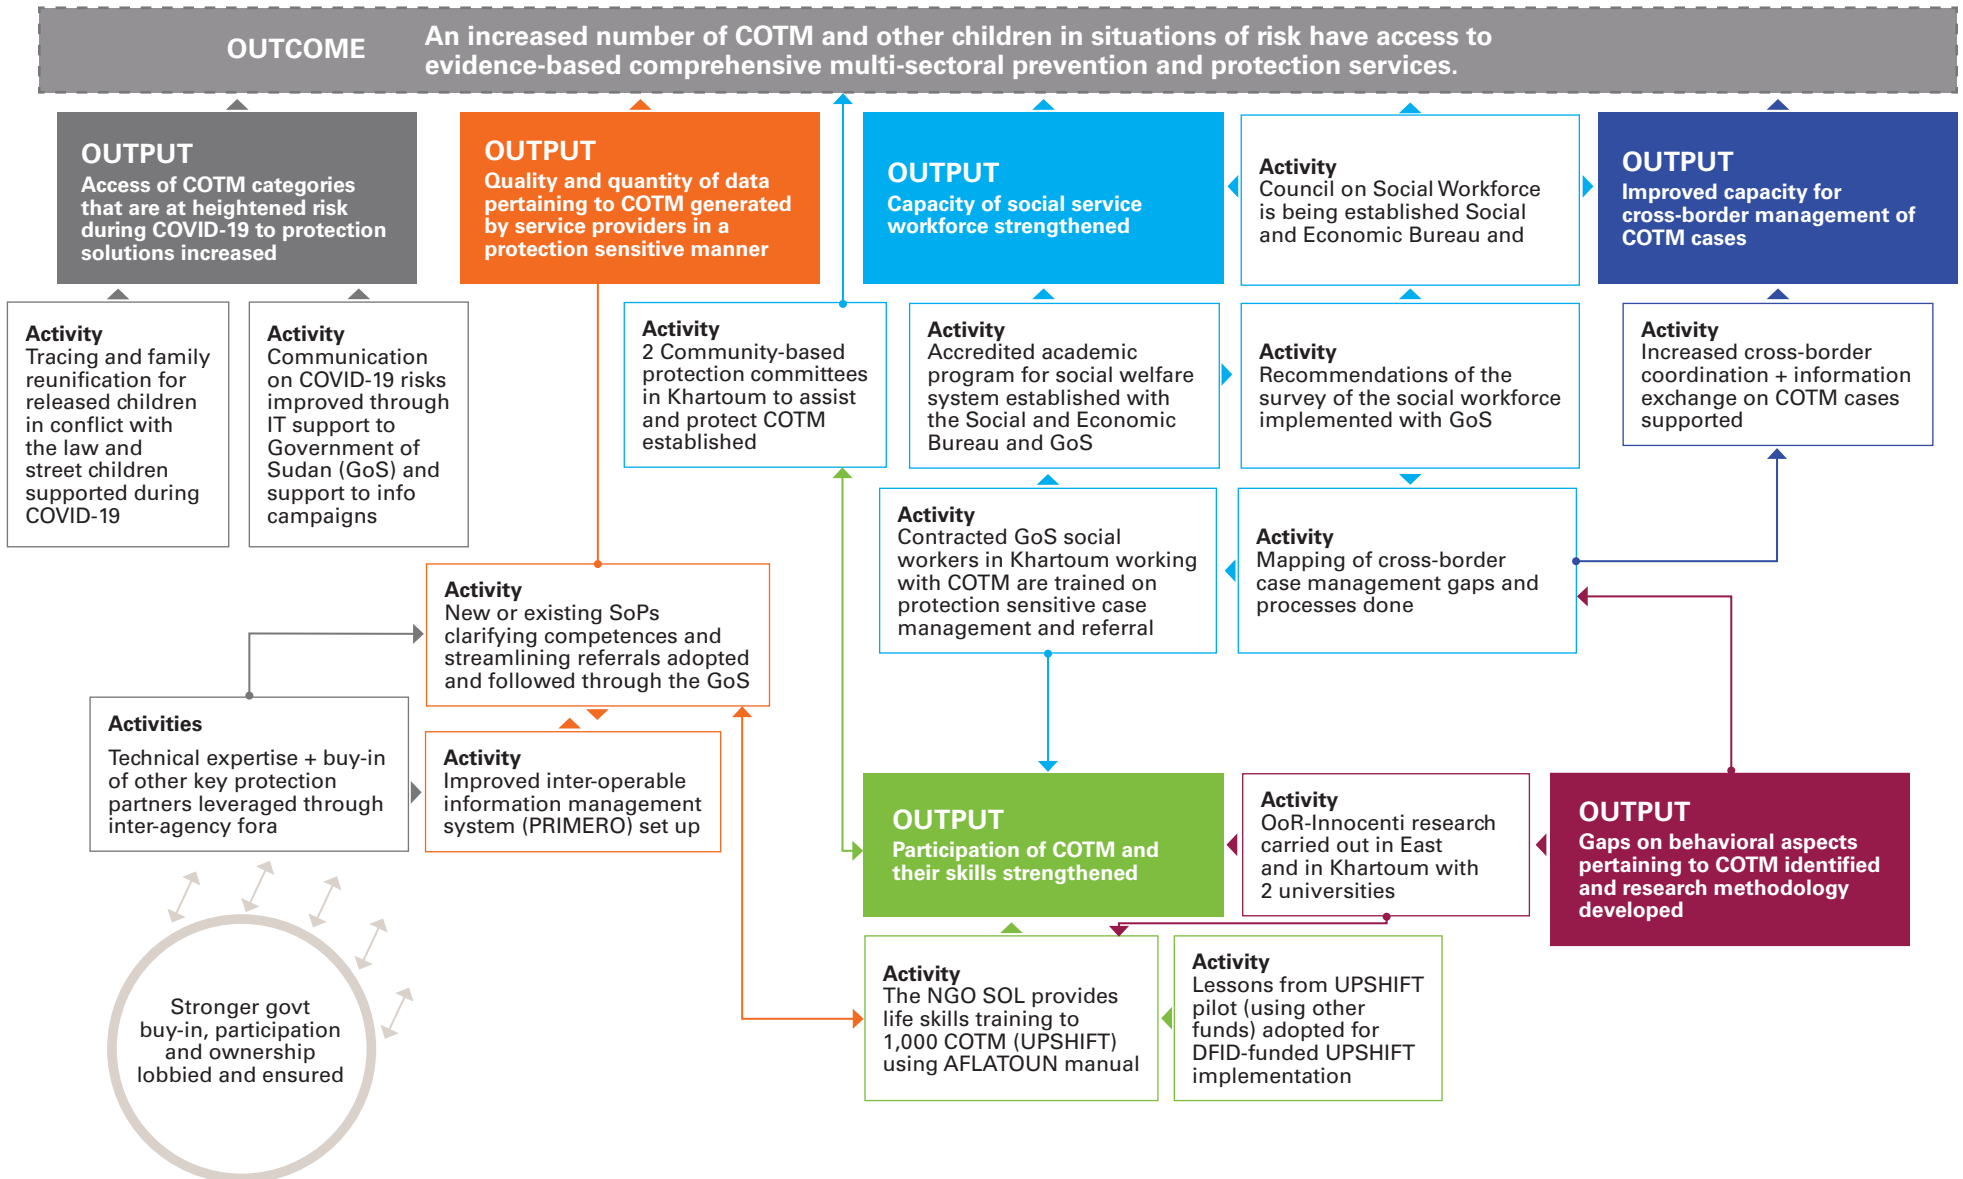 OUTCOME
An increased number of COTM and other children in situations of risk have access to
evidence-based comprehensive multi-sectoral prevention and protection services.
OUTPUT
Access of COTM categories
that are at heightened risk
during COVID-19 to protection
solutions increased
OUTPUT
Quality and quantity of data
pertaining to COTM generated
by service providers in a
protection sensitive manner
OUTPUT
Capacity of social service
workforce strengthened
Activity
Council on Social Workforce
is being established Social
and Economic Bureau and
OUTPUT
Improved capacity for
cross-border management of
COTM cases
Activity
Tracing and family
reunification for
released children
in conflict with
the law and
street children
supported during
COVID-19
Activity
Communication
on COVID-19 risks
improved through
IT support to
Government of
Sudan (GoS) and
support to info
campaigns
Activity
2 Community-based
protection committees
in Khartoum to assist
and protect COTM
established
Activity
Accredited academic
program for social welfare
system established with
the Social and Economic
Bureau and GoS
Activity
Recommendations of the
survey of the social workforce
implemented with GoS
Activity
Increased cross-border
coordination + information
exchange on COTM cases
supported
Activity
Contracted GoS social
workers in Khartoum working
with COTM are trained on
protection sensitive case
management and referral
Activity
Mapping of cross-border
case management gaps and
processes done
Activity
New or existing SoPs
clarifying competences and
streamlining referrals adopted
and followed through the GoS
Activities
Technical expertise + buy-in
of other key protection
partners leveraged through
inter-agency fora
Activity
Improved inter-operable
information management
system (PRIMERO) set up
OUTPUT
Participation of COTM and
their skills strengthened
Activity
OoR-Innocenti research
carried out in East
and in Khartoum with
2 universities
OUTPUT
Gaps on behavioral aspects
pertaining to COTM identified
and research methodology
developed
Activity
The NGO SOL provides
life skills training to
1,000 COTM (UPSHIFT)
using AFLATOUN manual
Activity
Lessons from UPSHIFT
pilot (using other
funds) adopted for
DFID-funded UPSHIFT
implementation
Stronger govt
buy-in, participation
and ownership
lobbied and ensured